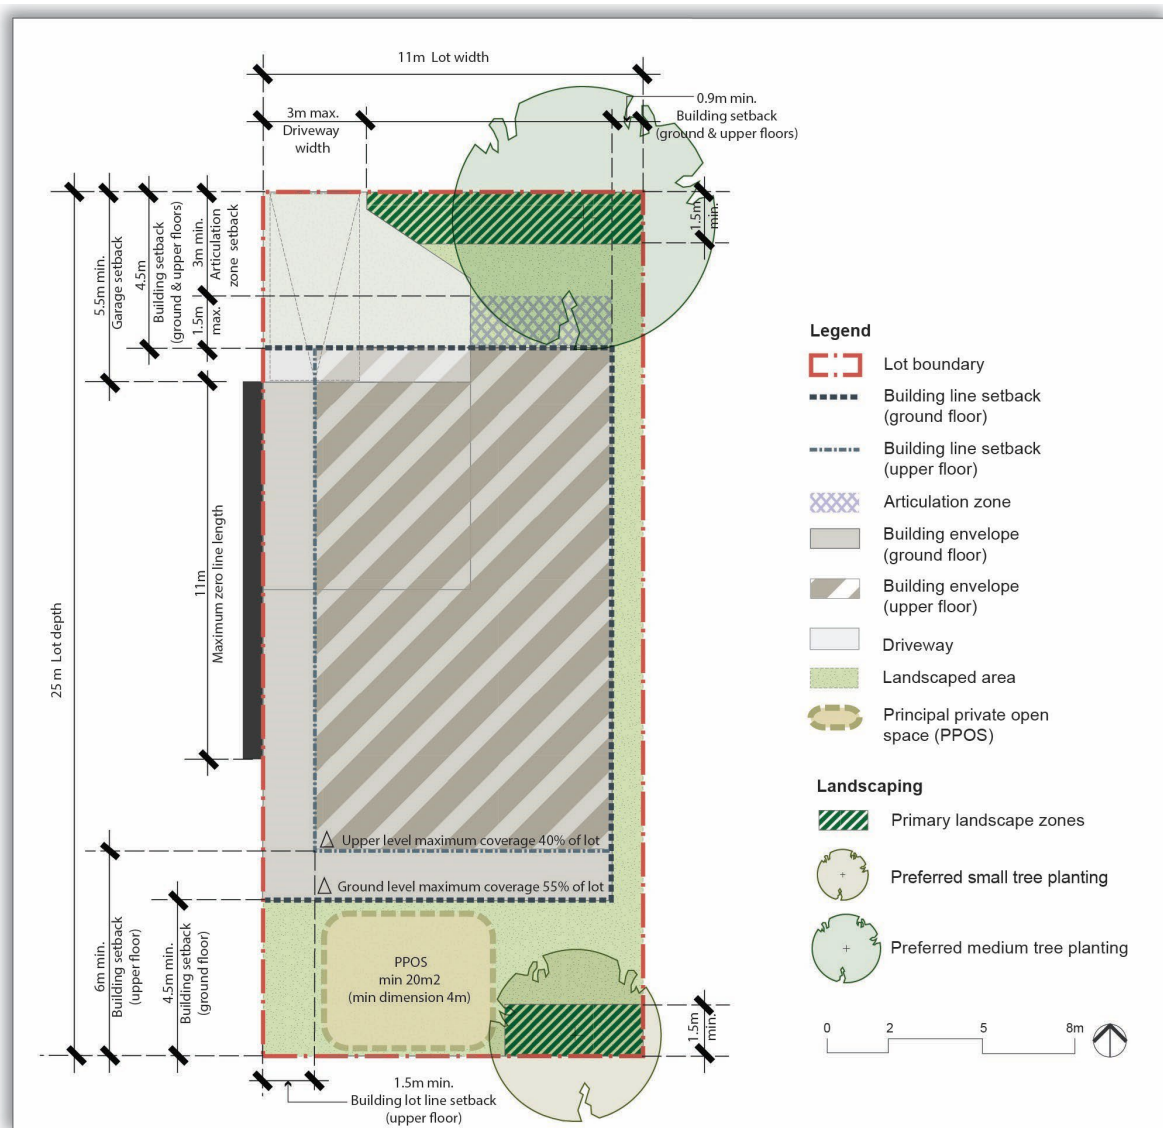 11m Lot width
3m max.
Driveway
width
0.9m min.
Building setback
(ground & upper floors)
25 m Lot depth
5.5m min.
Garage setback
4.5m
Building setback
(ground & upper floors)
3m min.
Articulation
zone setback
1.5m
max.
1.5m
min.
11m
Maximum zero line length
Upper level maximum coverage 40% of lot
Ground level maximum coverage 55% of lot
6m min.
Building setback
(upper floor)
4.5m min.
Building setback
(ground floor)
PPOS
min 20m2
(min dimension 4m)
1.5m
min.
1.5m min.
Building lot line setback
(upper floor)
Legend
Lot boundary
Building line setback
(ground floor)
Building line setback
(upper floor)
Articulation zone
Building envelope
(ground floor)
Building envelope
(upper floor)
Driveway
Landscaped area
Principal private open
space (PPOS)
Landscaping
Primary landscape zones
Preferred small tree planting
Preferred medium tree planting
0 2 5 8m